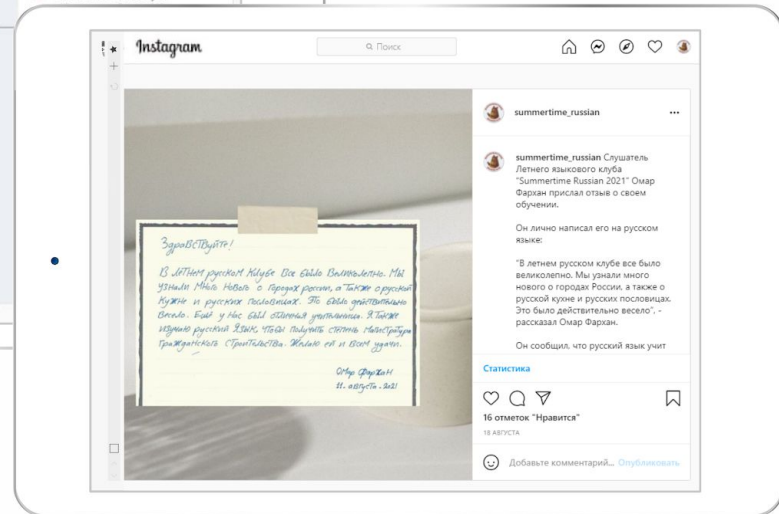 Instagram
Поиск
summertime_russian
summertime_russian Слушатель
Летнего языкового клуба
"Summertime Russian 2021" Омар
Фархан прислал отзыв о своем
обучении.
Он лично написал его на русском
языке:
"В летнем русском клубе все было
великолепно. Мы узнали много
нового о городах России, а также о
русской кухне и русских пословицах.
Это было действительно весело", -
рассказал Омар Фархан.
Он сообщил, что русский язык учит
Статистика
16 отметок "Нравится"
18 АВГУСТА
Добавьте комментарий... Опубликовать
Здравствуйте!
В летнем русском клубе все было великолепно. Мы
узнали много нового о городах россии, а также о русской
кухне и русских пословицах. Это было действительно
весело. у нас был отличная учительница. Я также
изучаю русский язык, чтобы получить степень магистратуры
гражданского строительства. Желаю ей и всем удачи.
Омар Фархан
11. августа. 2021